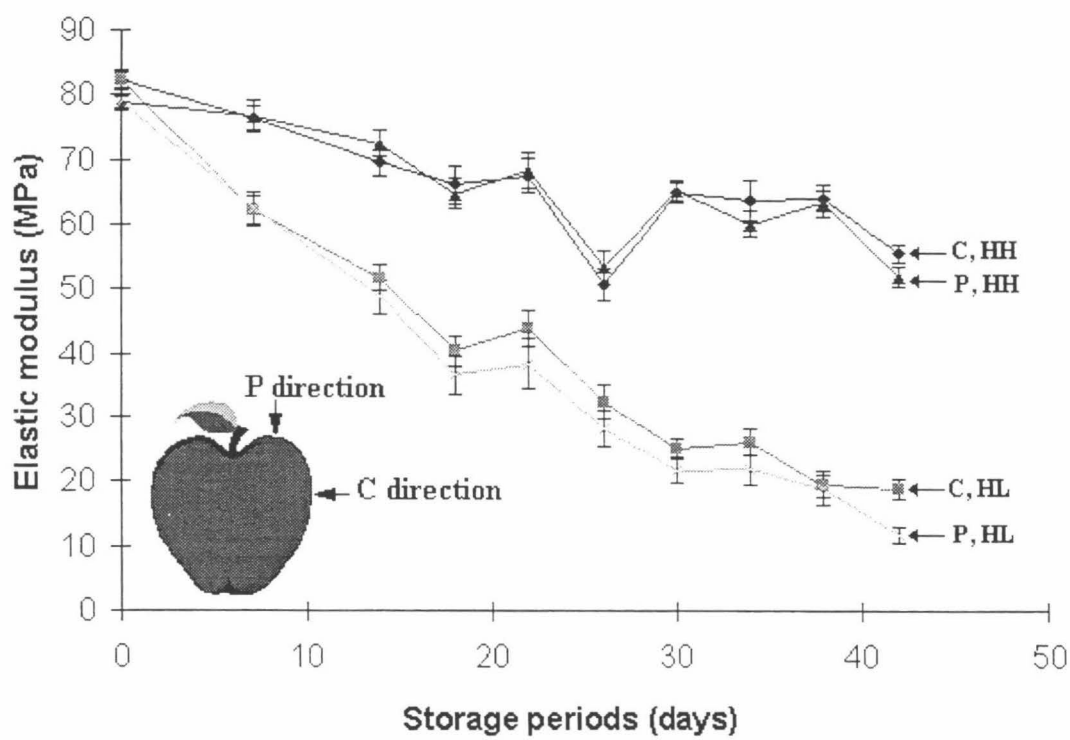 90
80
70
60
50
40
30
20
10
0
Elastic modulus (MPa)
C, HH
P, HH
P direction
C direction
C, HL
P, HL
0 10 20 30 40 50
Storage periods (days)